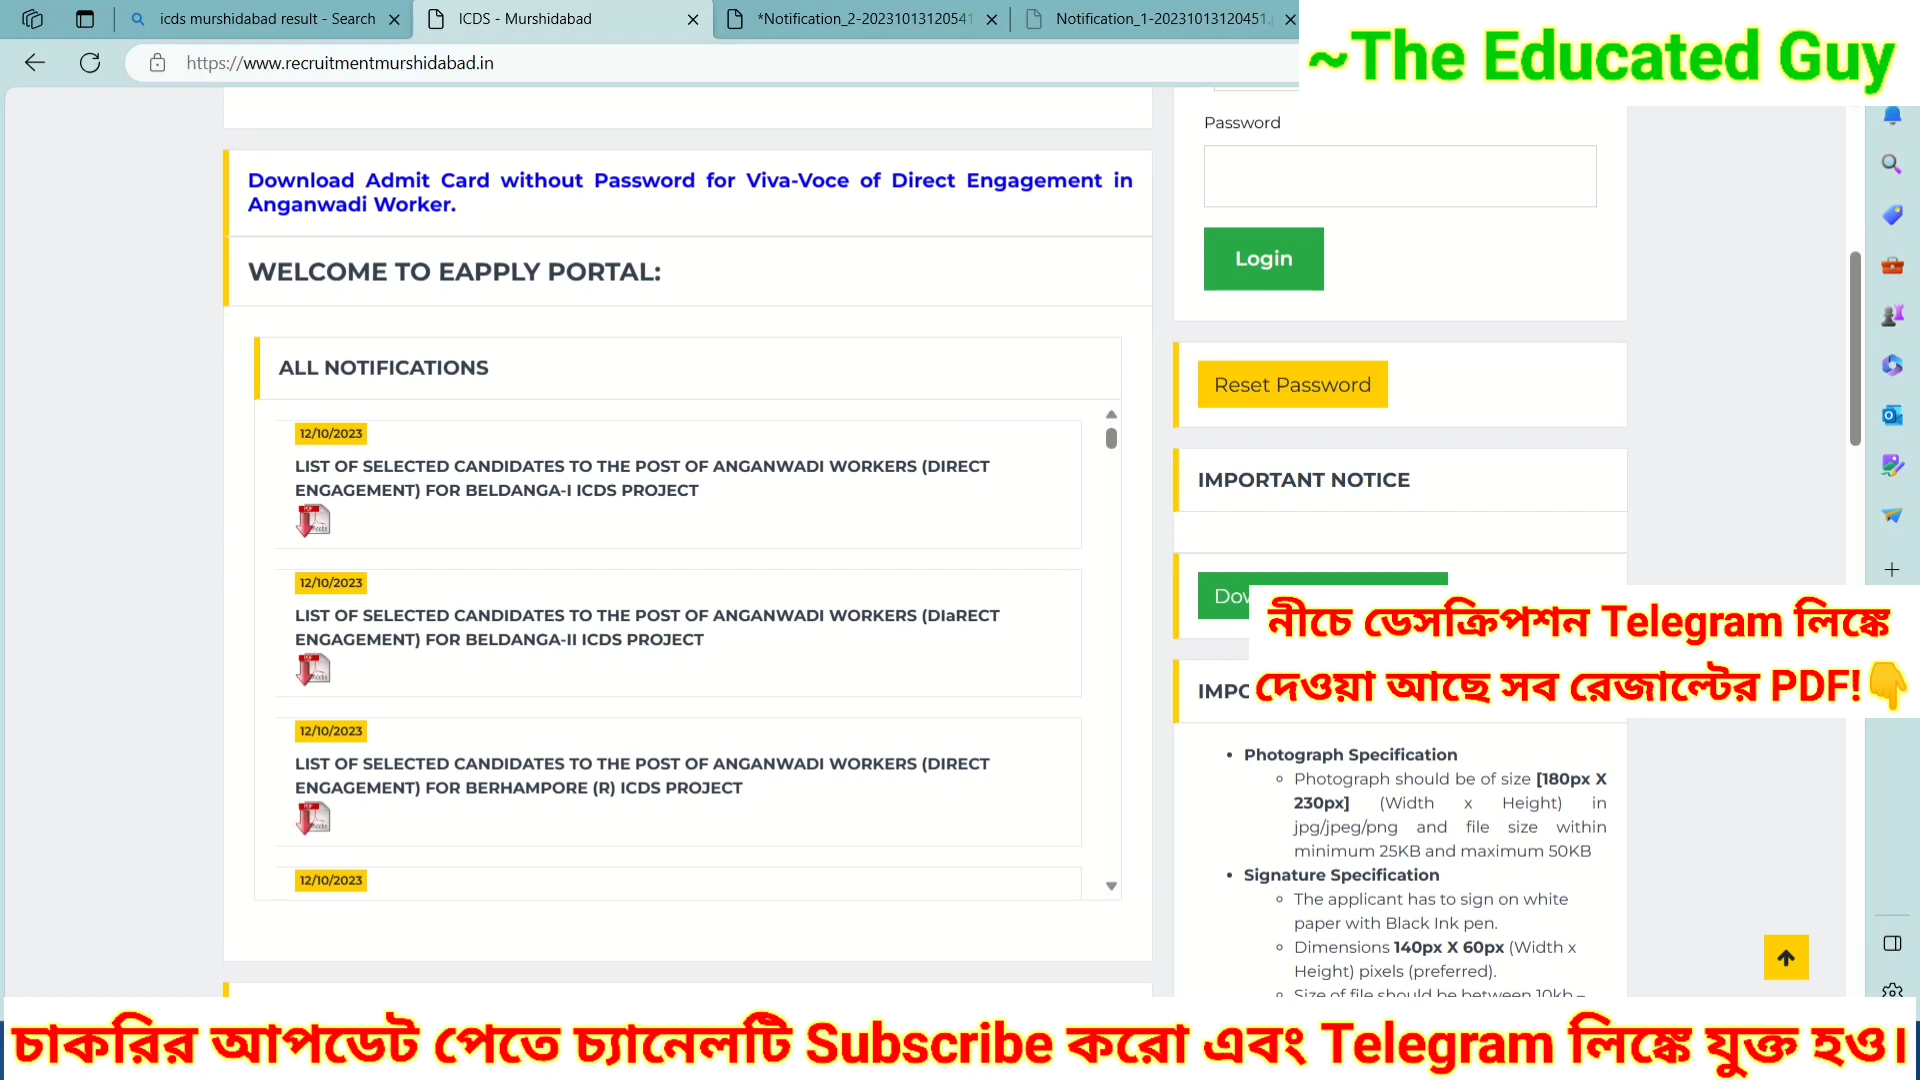 icds murshidabad result - Search
ICDS - Murshidabad
*Notification_2-20231013120541
Notification_1-20231013120451.
https://www.recruitmentmurshidabad.in
~The Educated Guy
Download Admit Card without Password for Viva-Voce of Direct Engagement in
Anganwadi Worker.
WELCOME TO EAPPLY PORTAL:
ALL NOTIFICATIONS
12/10/2023
LIST OF SELECTED CANDIDATES TO THE POST OF ANGANWADI WORKERS (DIRECT
ENGAGEMENT) FOR BELDANGA-I ICDS PROJECT
12/10/2023
LIST OF SELECTED CANDIDATES TO THE POST OF ANGANWADI WORKERS (DIaRECT
ENGAGEMENT) FOR BELDANGA-II ICDS PROJECT
12/10/2023
LIST OF SELECTED CANDIDATES TO THE POST OF ANGANWADI WORKERS (DIRECT
ENGAGEMENT) FOR BERHAMPORE (R) ICDS PROJECT
12/10/2023
Password
Login
Reset Password
IMPORTANT NOTICE
নীচে ডেসক্রিপশন Telegram লিঙ্কে
দেওয়া আছে সব রেজাল্টের PDF!👇
Photograph Specification
Photograph should be of size [180px X
230px] (Width x Height) in
jpg/jpeg/png and file size within
minimum 25KB and maximum 50KB
Signature Specification
The applicant has to sign on white
paper with Black Ink pen.
Dimensions 140px X 60px (Width x
Height) pixels (preferred).
Size of file should be between 10kb –
চাকরির আপডেট পেতে চ্যানেলটি Subscribe করো এবং Telegram লিঙ্কে যুক্ত হও।